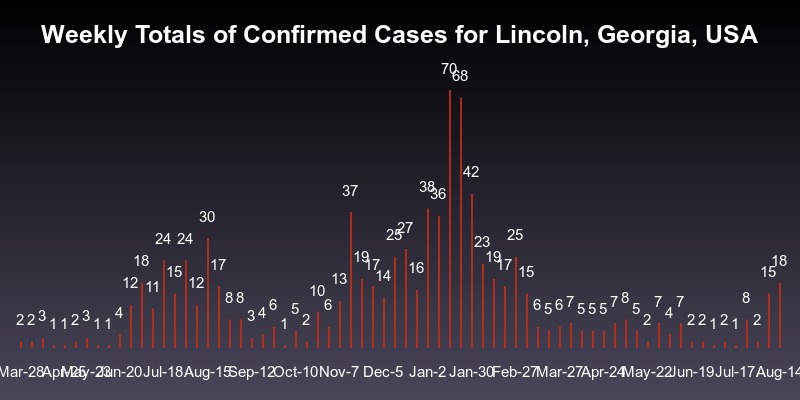 Weekly Totals of Confirmed Cases for Lincoln, Georgia, USA
2 2 3 1 1 2 3 1 1 4 12 18 11 24 15 24 12 30 17 8 8 3 4 6 1 5 2 10 6 13 37 19 17 14 25 27 16 38 36 70 68 42 23 19 17 25 15 6 5 6 7 5 5 5 7 8 5 2 7 4 7 2 2 1 2 1 8 2 15 18
Mar-28 Apr-25 May-23 Jun-20 Jul-18 Aug-15 Sep-12 Oct-10 Nov-7 Dec-5 Jan-2 Jan-30 Feb-27 Mar-27 Apr-24 May-22 Jun-19 Jul-17 Aug-14